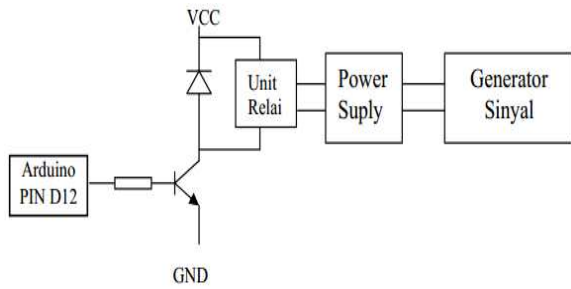 VCC
Unit
Relai
Power
Suply
Generator
Sinyal
Arduino
PIN D12
GND